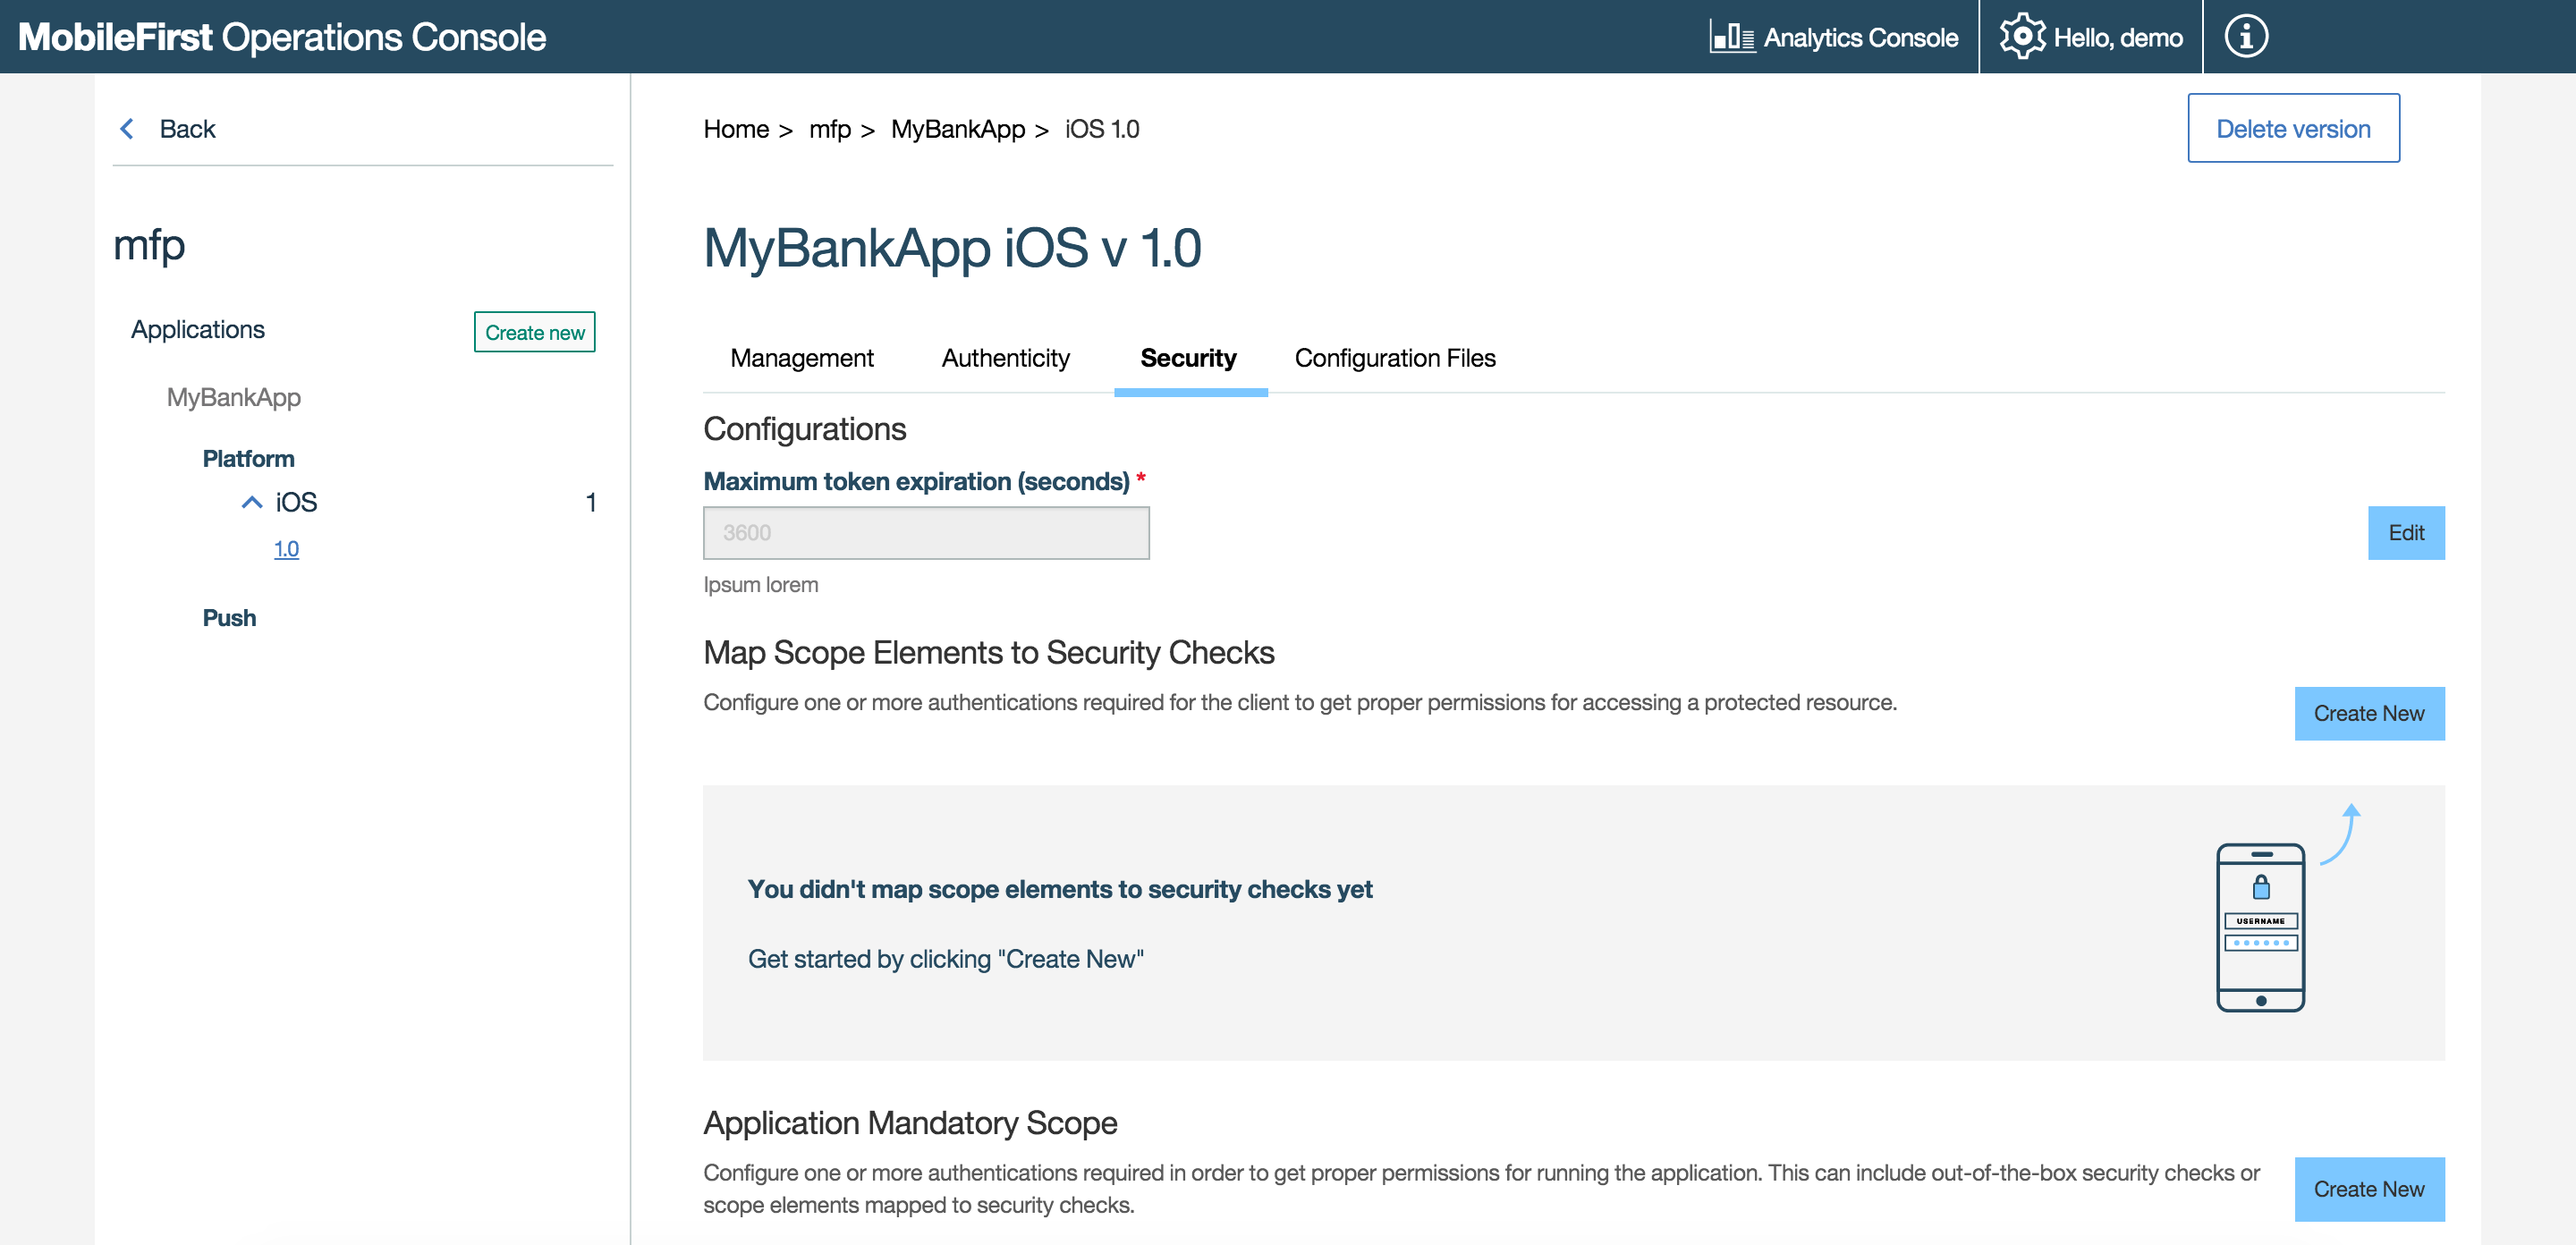 MobileFirst Operations Console
Analytics Console
Hello, demo
Back
mfp
Applications
Create new
MyBankApp
Platform
iOS 1
1.0
Push
Home > mfp > MyBankApp > iOS 1.0
Delete version
MyBankApp iOS v 1.0
Management Authenticity Security Configuration Files
Configurations
Maximum token expiration (seconds) *
3600
Edit
Ipsum lorem
Map Scope Elements to Security Checks
Configure one or more authentications required for the client to get proper permissions for accessing a protected resource.
Create New
You didn't map scope elements to security checks yet
Get started by clicking "Create New"
USERNAME
Application Mandatory Scope
Configure one or more authentications required in order to get proper permissions for running the application. This can include out-of-the-box security checks or
scope elements mapped to security checks.
Create New